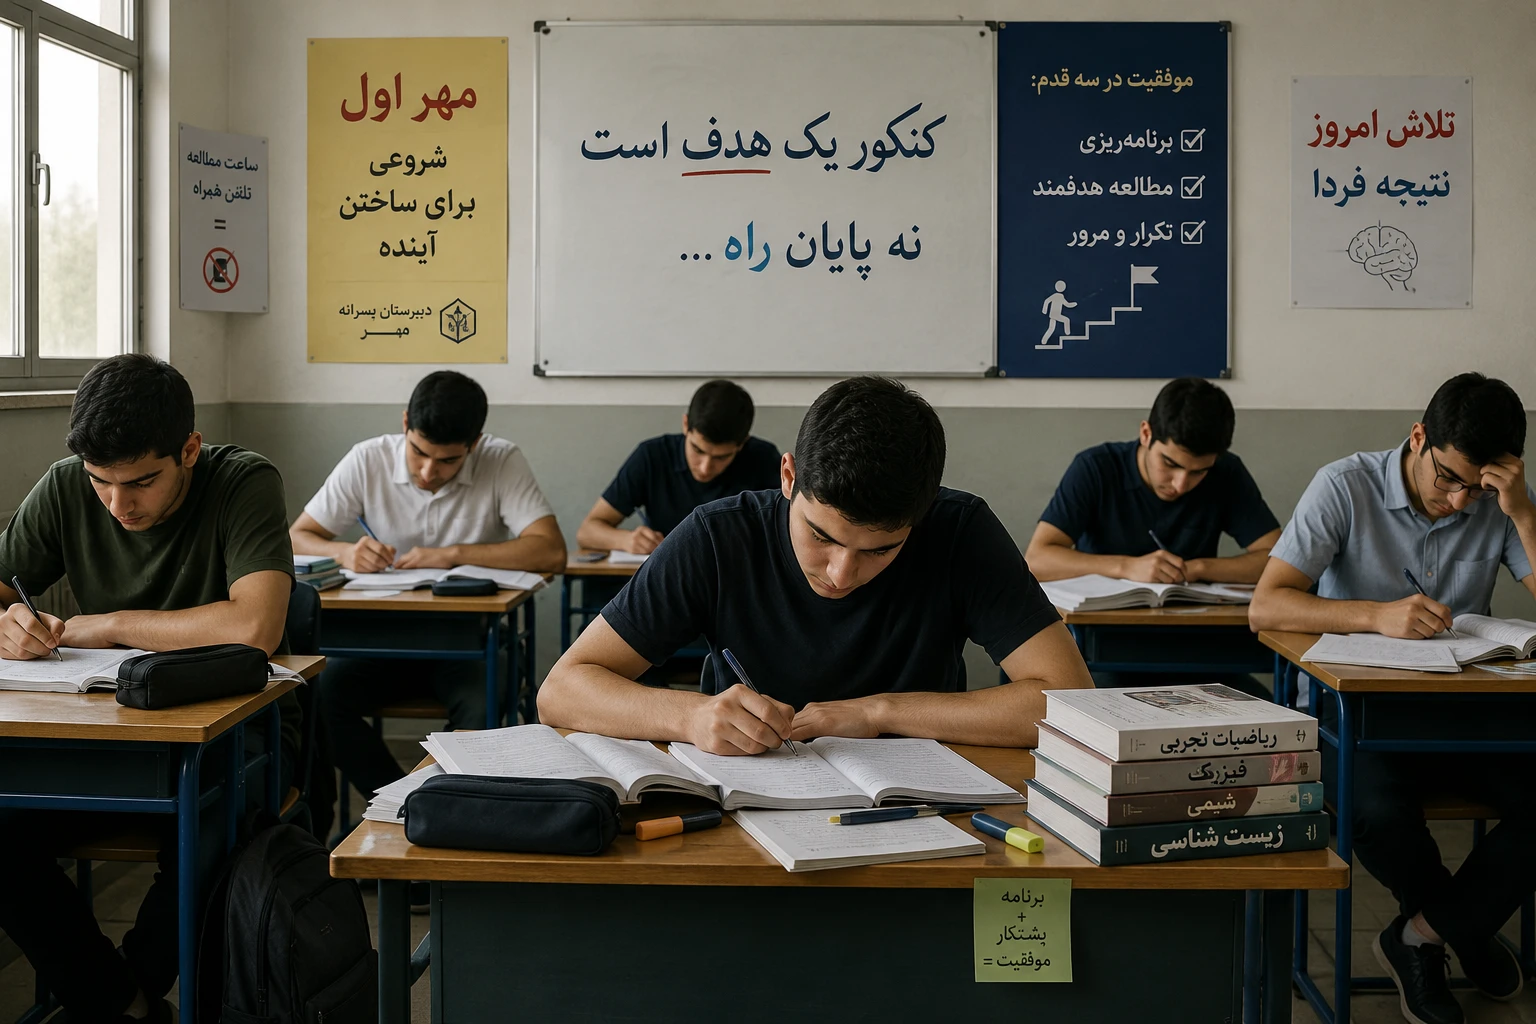 ساعت مطالعه
تلفن همراه
=
مهر اول
شروعی
برای ساختن
آینده
دبیرستان پسرانه
مهر
کنکور یک هدف است
نه پایان راه ...
موفقیت در سه قدم:
برنامه‌ریزی
مطالعه هدفمند
تکرار و مرور
تلاش امروز
نتیجه فردا
ریاضیات تجربی
فیزیک
شیمی
زیست شناسی
برنامه
+
پشتکار
= موفقیت